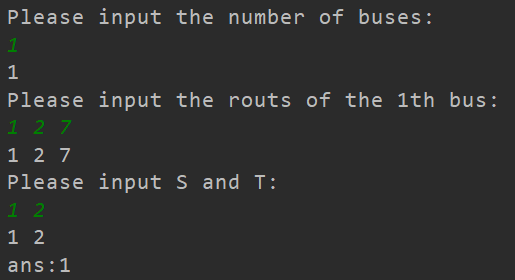 Please input the number of buses:
1
1
Please input the routs of the 1th bus:
1 2 7
1 2 7
Please input S and T:
1 2
1 2
ans:1